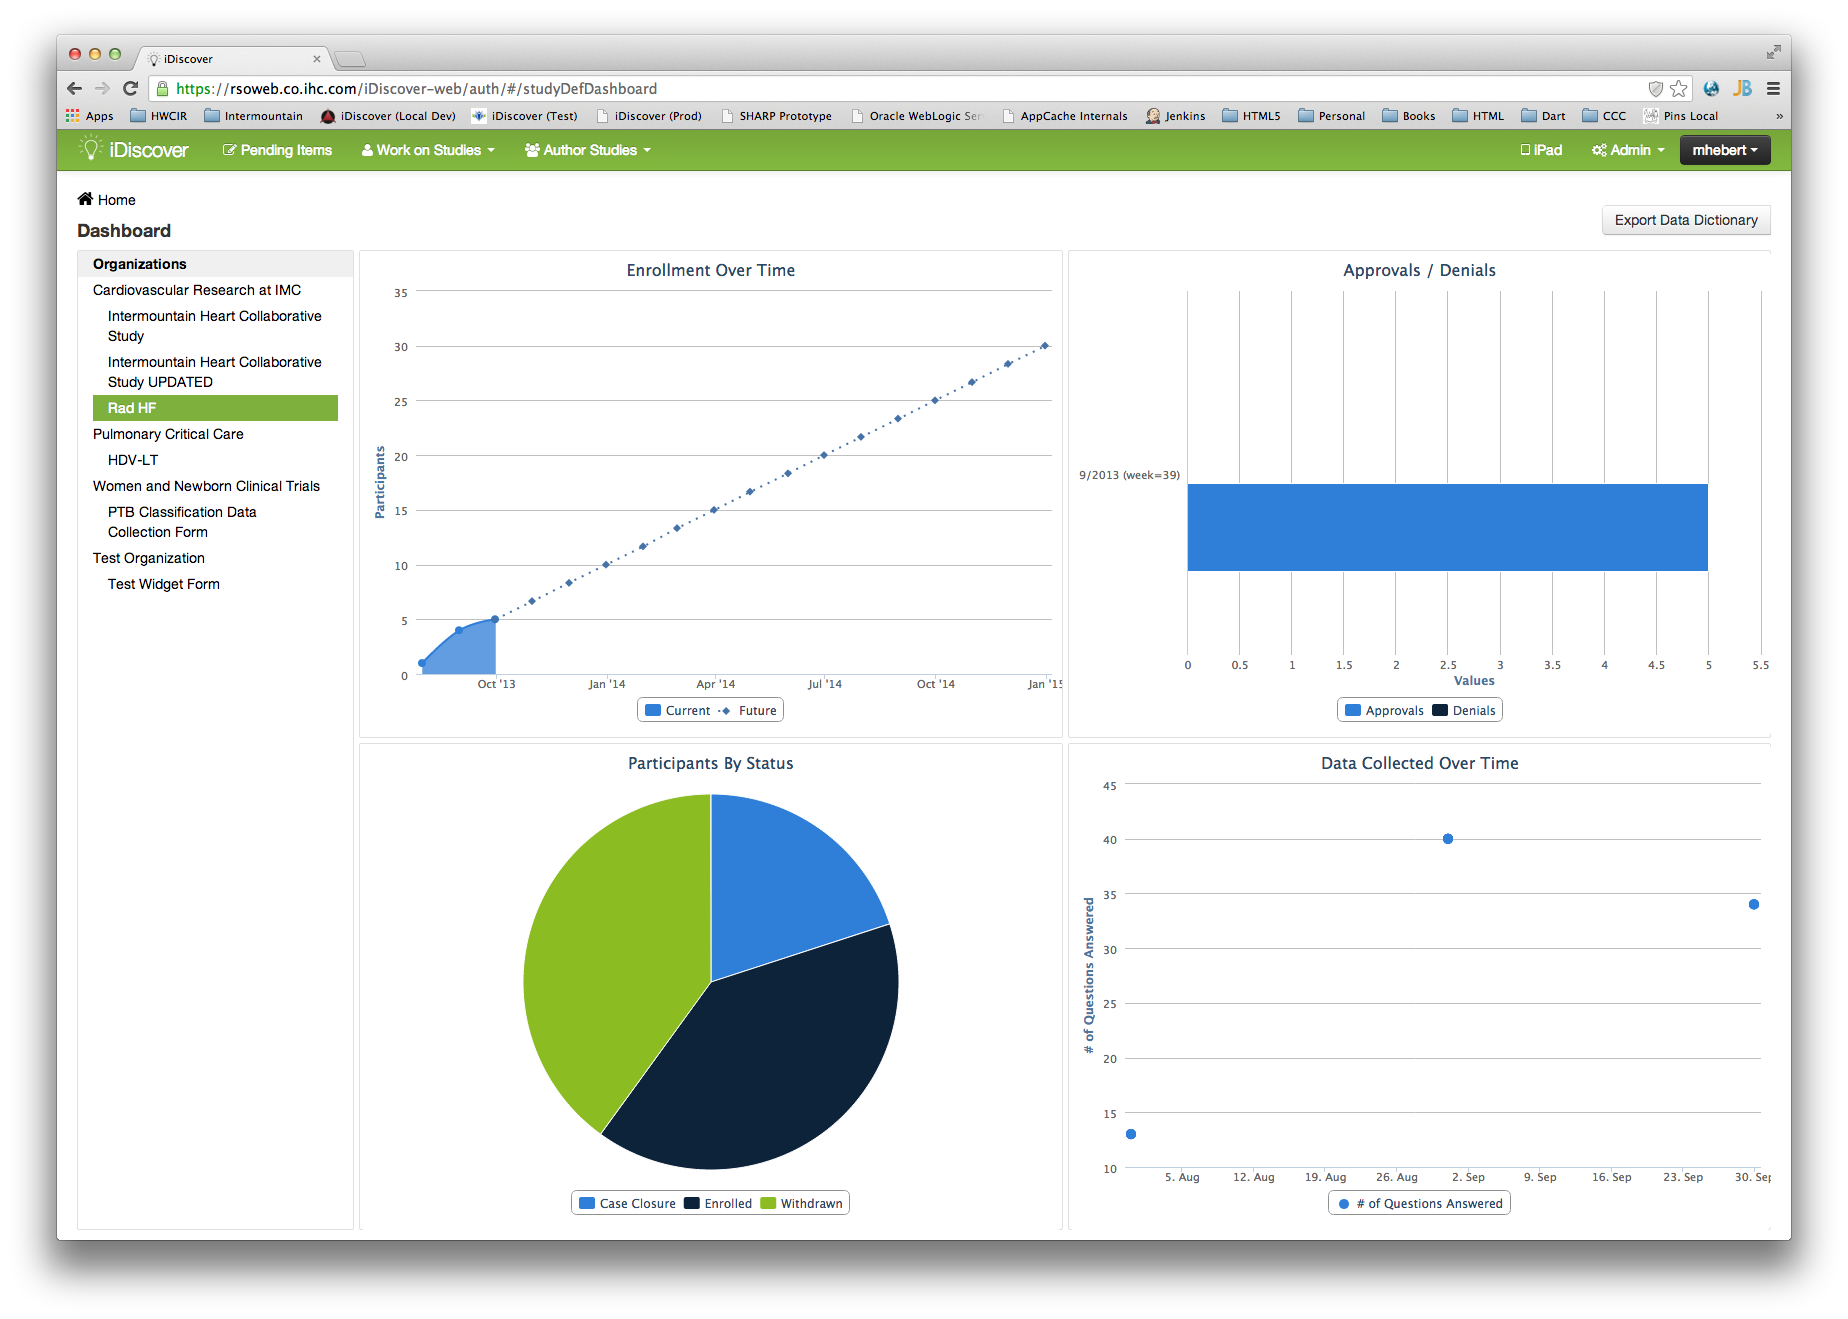 iDiscover
https://rsoweb.co.ihc.com/iDiscover-web/auth/#/studyDefDashboard
JB
Apps HWCIR Intermountain iDiscover (Local Dev) iDiscover (Test) iDiscover (Prod) SHARP Prototype Oracle WebLogic AppCache Internals Jenkins HTML5 Personal Books HTML Dart CCC Pins Local »
iDiscover Pending Items Work on Studies Author Studies iPad Admin mhebert
Home
Dashboard
Export Data Dictionary
Organizations
Cardiovascular Research at IMC
Intermountain Heart Collaborative
Study
Intermountain Heart Collaborative
Study UPDATED
Rad HF
Pulmonary Critical Care
HDV-LT
Women and Newborn Clinical Trials
PTB Classification Data
Collection Form
Test Organization
Test Widget Form
Enrollment Over Time
35
30
25
20
15
10
5
0
Participants
Oct '13 Jan '14 Apr '14 Jul '14 Oct '14 Jan '15
Current Future
Approvals / Denials
9/2013 (week=39)
0 0.5 1 1.5 2 2.5 3 3.5 4 4.5 5 5.5
Values
Approvals Denials
Participants By Status
Case Closure Enrolled Withdrawn
Data Collected Over Time
45
40
35
30
25
20
15
10
# of Questions Answered
5. Aug 12. Aug 19. Aug 26. Aug 2. Sep 9. Sep 16. Sep 23. Sep 30. Sep
# of Questions Answered